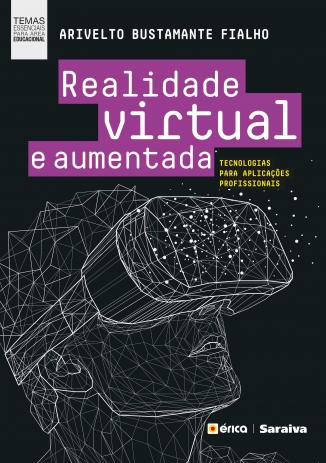 TEMAS
ESSENCIAIS
PARA ÁREA
EDUCACIONAL
ARIVELTO BUSTAMANTE FIALHO
Realidade
virtual
e aumentada
TECNOLOGIAS
PARA APLICAÇÕES
PROFISSIONAIS
érica | Saraiva